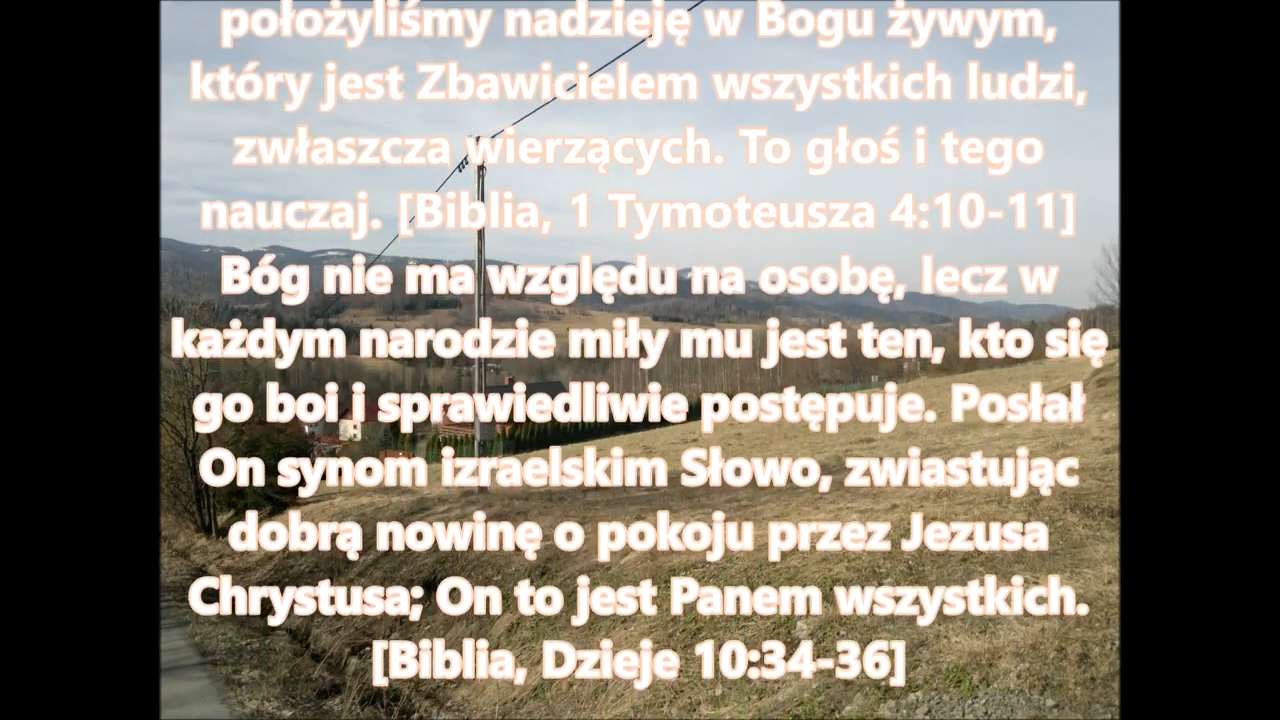 położyliśmy nadzieję w Bogu żywym,
który jest Zbawicielem wszystkich ludzi,
zwłaszcza wierzących. To głoś i tego
nauczaj. [Biblia, 1 Tymoteusza 4:10-11]
Bóg nie ma względu na osobę, lecz w
każdym narodzie miły mu jest ten, kto się
go boi i sprawiedliwie postępuje. Posłał
On synom izraelskim Słowo, zwiastując
dobrą nowinę o pokoju przez Jezusa
Chrystusa; On to jest Panem wszystkich.
[Biblia, Dzieje 10:34-36]